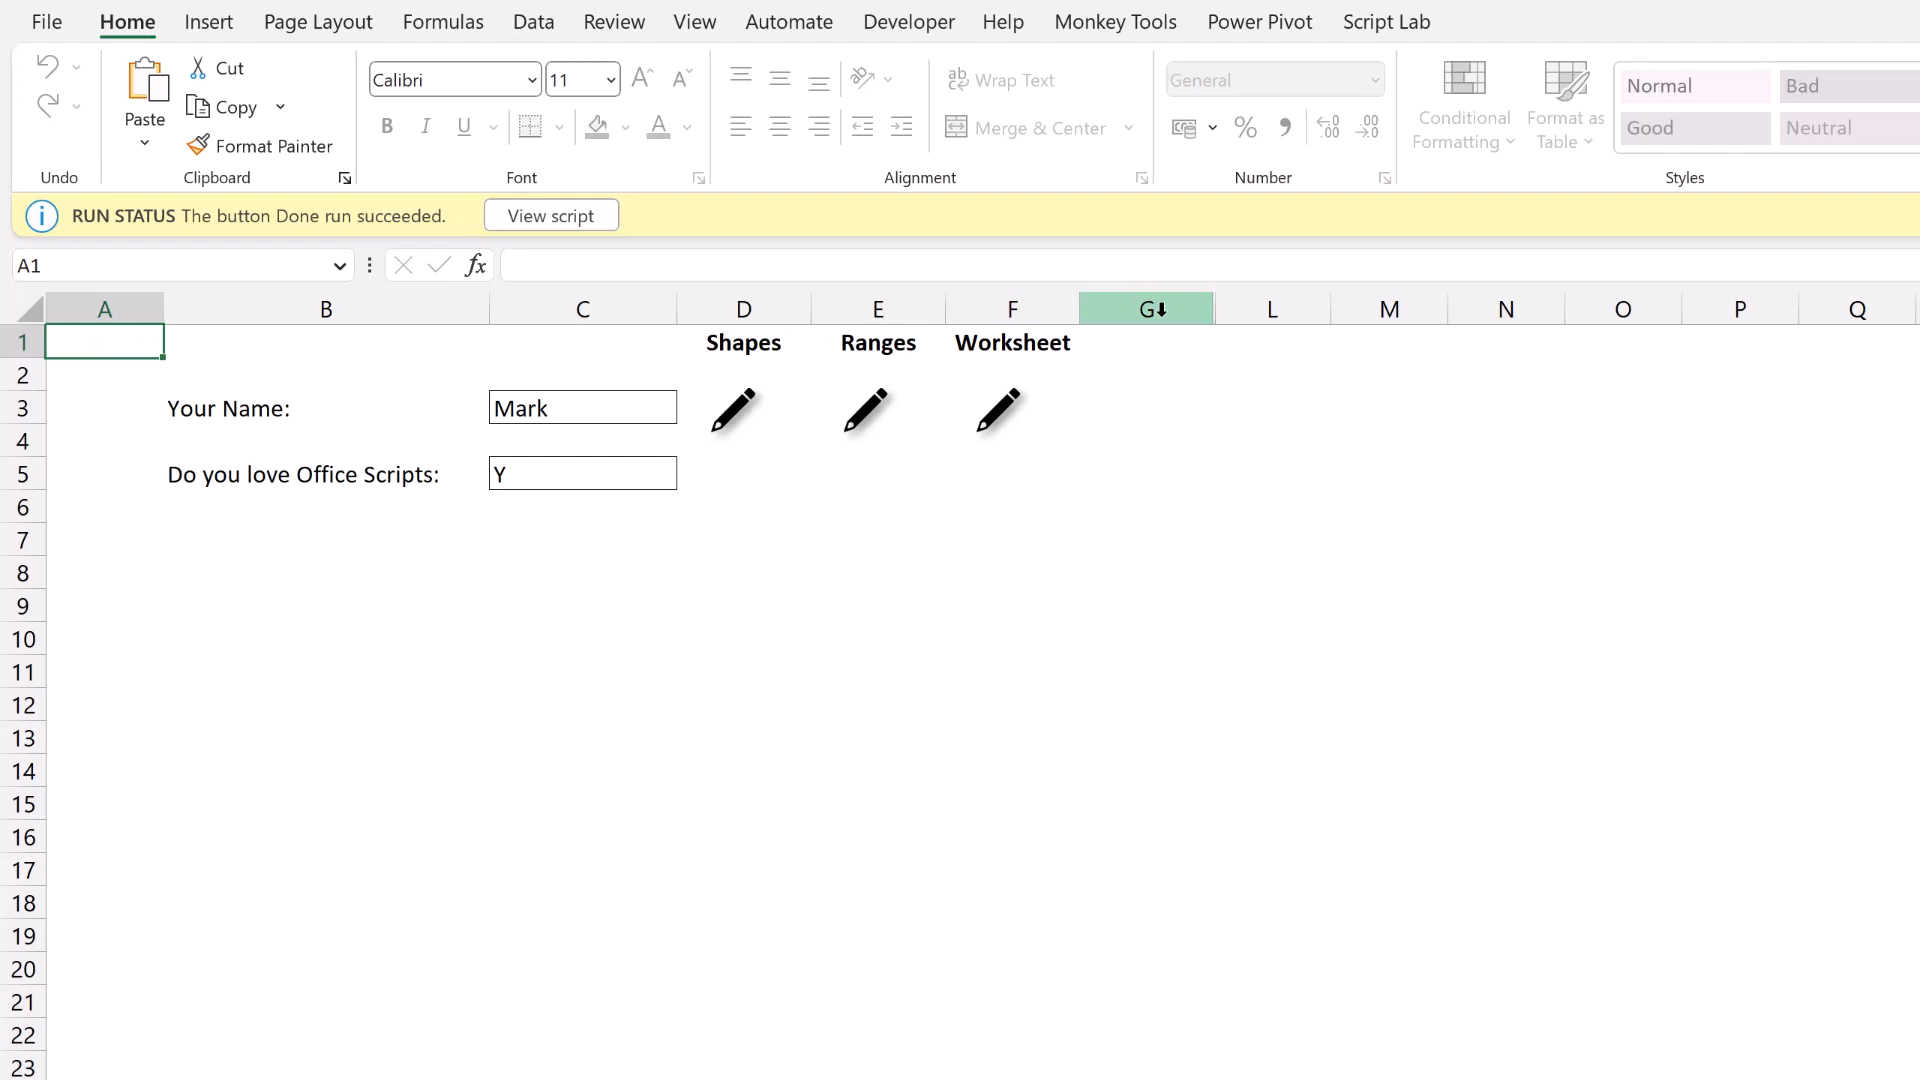 File Home Insert Page Layout Formulas Data Review View Automate Developer Help Monkey Tools Power Pivot Script Lab
Paste
Cut
Copy
Format Painter
Calibri 11
B I U
A
ab Wrap Text
Merge & Center
General
% .00 .00
Conditional Formatting
Format as Table
Normal Bad
Good Neutral
Undo Clipboard Font Alignment Number Styles
RUN STATUS The button Done run succeeded. View script
A1 fx
A B C D E F G L M N O P Q
1 Shapes Ranges Worksheet
2
3 Your Name: Mark
4
5 Do you love Office Scripts: Y
6
7
8
9
10
11
12
13
14
15
16
17
18
19
20
21
22
23